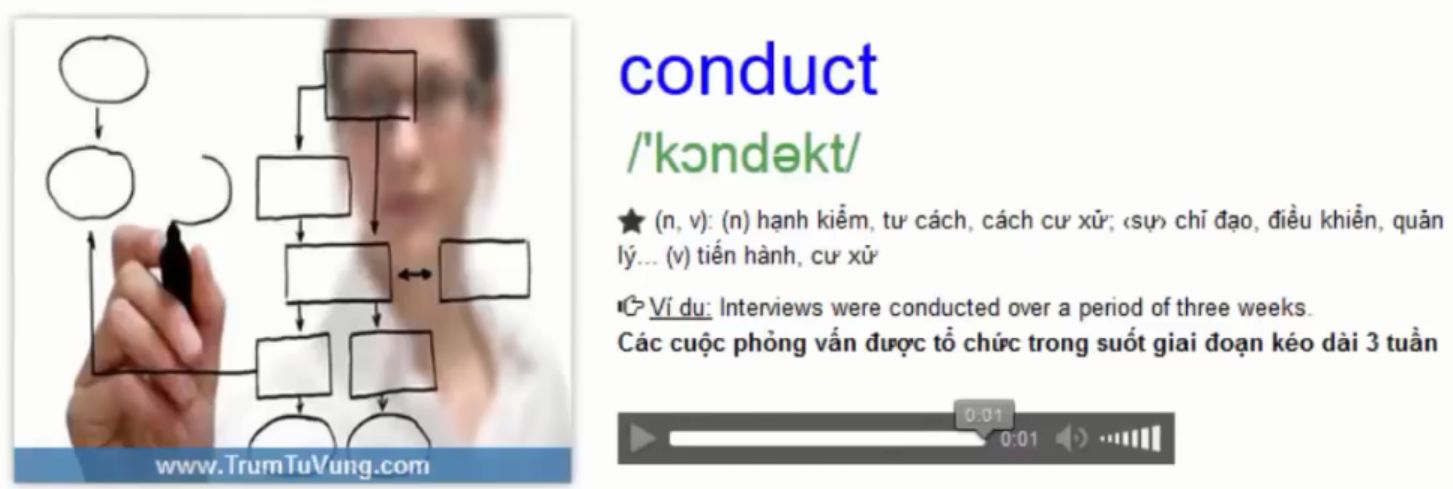 conduct
/'kɔndəkt/
★ (n, v): (n) hạnh kiểm, tư cách, cách cư xử; ‹sự› chỉ đạo, điều khiển, quản
lý... (v) tiến hành, cư xử
Ví dụ: Interviews were conducted over a period of three weeks.
Các cuộc phỏng vấn được tổ chức trong suốt giai đoạn kéo dài 3 tuần
0:01
0:01
www.TrumTuVung.com